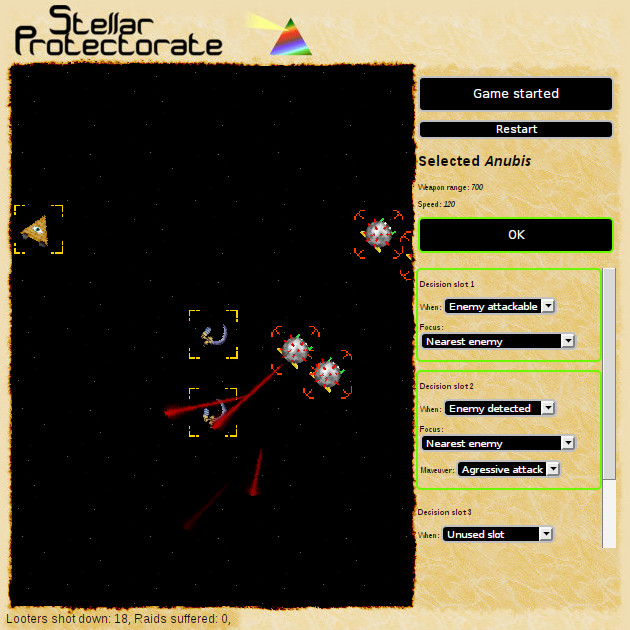 Stellar
Protectorate
Game started
Restart
Selected Anubis
Weapon range: 700
Speed: 120
OK
Decision slot 1
When: Enemy attackable
Focus:
Nearest enemy
Decision slot 2
When: Enemy detected
Focus:
Nearest enemy
Maneuver: Agressive attack
Decision slot 3
When: Unused slot
Looters shot down: 18, Raids suffered: 0,